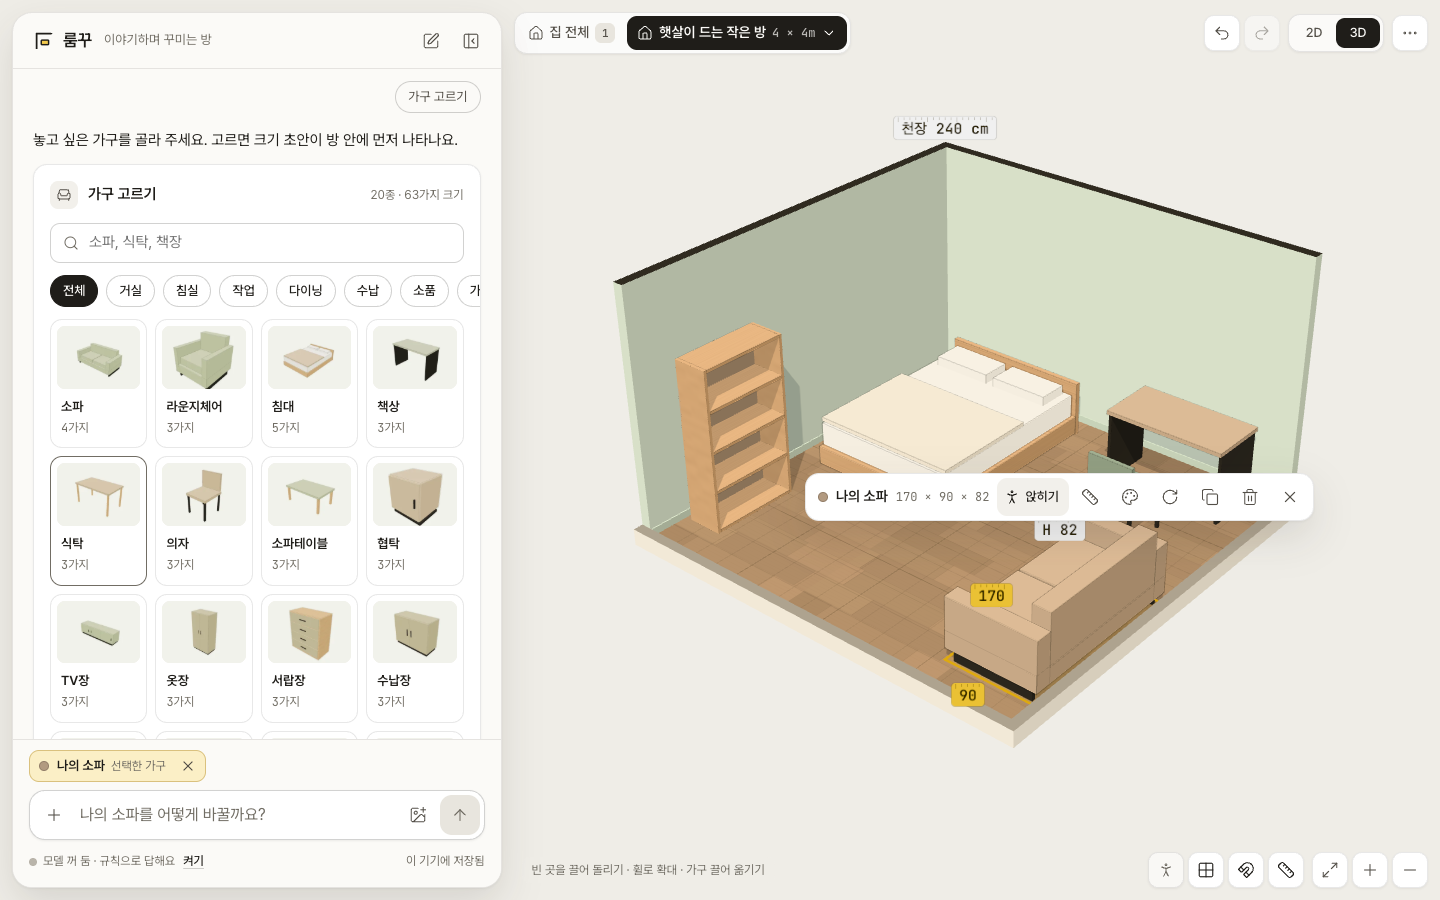 룸꾸 이야기하며 꾸미는 방
집 전체 1
햇살이 드는 작은 방 4 × 4m
2D 3D
가구 고르기
놓고 싶은 가구를 골라 주세요. 고르면 크기 초안이 방 안에 먼저 나타나요.
가구 고르기 20종 · 63가지 크기
소파, 식탁, 책장
전체 거실 침실 작업 다이닝 수납 소품
소파 라운지체어 침대 책상
4가지 3가지 5가지 3가지
식탁 의자 소파테이블 협탁
3가지 3가지 3가지 3가지
TV장 옷장 서랍장 수납장
3가지 3가지 3가지 3가지
나의 소파 선택한 가구
나의 소파를 어떻게 바꿀까요?
모델 꺼 둠 · 규칙으로 답해요 켜기 이 기기에 저장됨
천장 240 cm
나의 소파 170 × 90 × 82 앉히기
H 82
170
90
빈 곳을 끌어 돌리기 · 휠로 확대 · 가구 끌어 옮기기